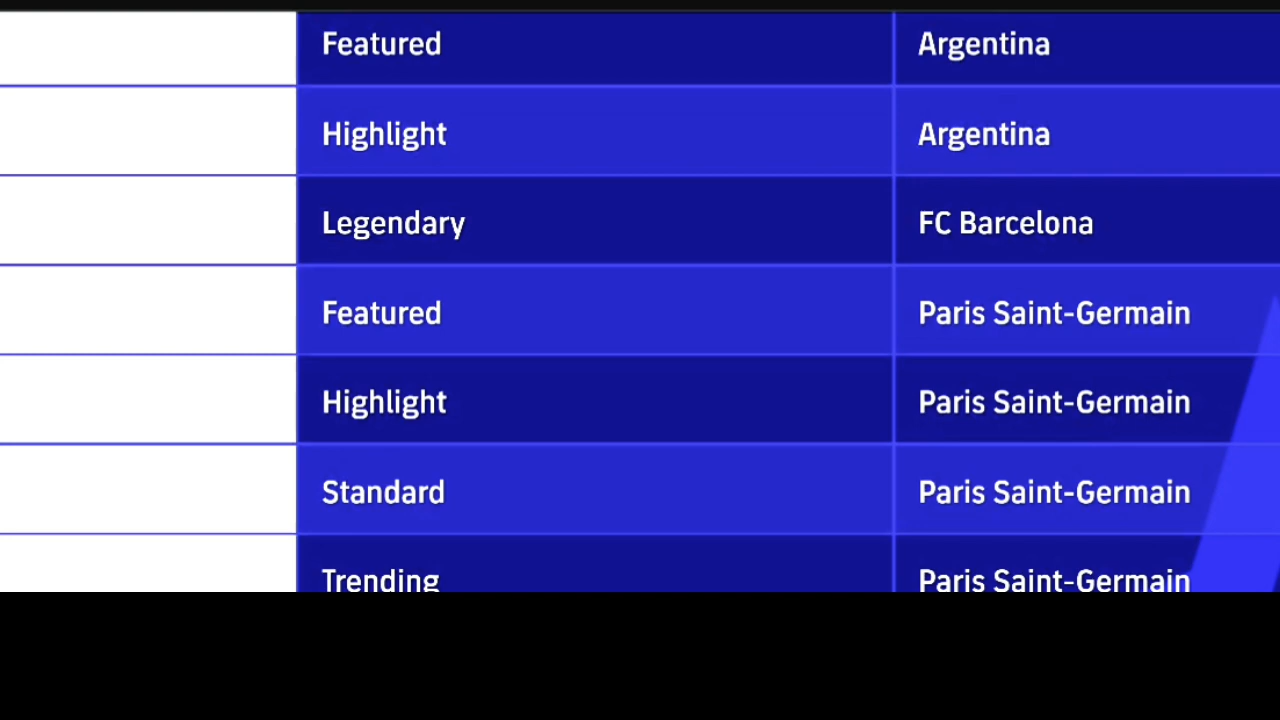 Featured Argentina
Highlight Argentina
Legendary FC Barcelona
Featured Paris Saint-Germain
Highlight Paris Saint-Germain
Standard Paris Saint-Germain
Trending Paris Saint-Germain